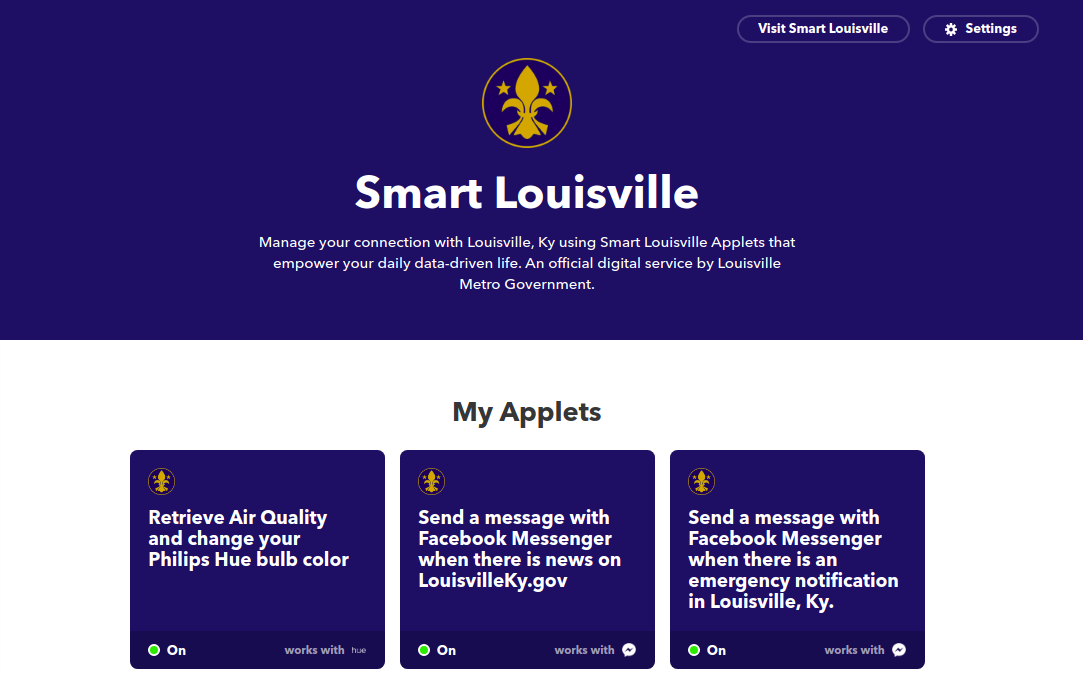 Visit Smart Louisville
Settings
Smart Louisville
Manage your connection with Louisville, Ky using Smart Louisville Applets that
empower your daily data-driven life. An official digital service by Louisville
Metro Government.
My Applets
Retrieve Air Quality
and change your
Philips Hue bulb color
On
works with hue
Send a message with
Facebook Messenger
when there is news on
LouisvilleKy.gov
On
works with
Send a message with
Facebook Messenger
when there is an
emergency notification
in Louisville, Ky.
On
works with